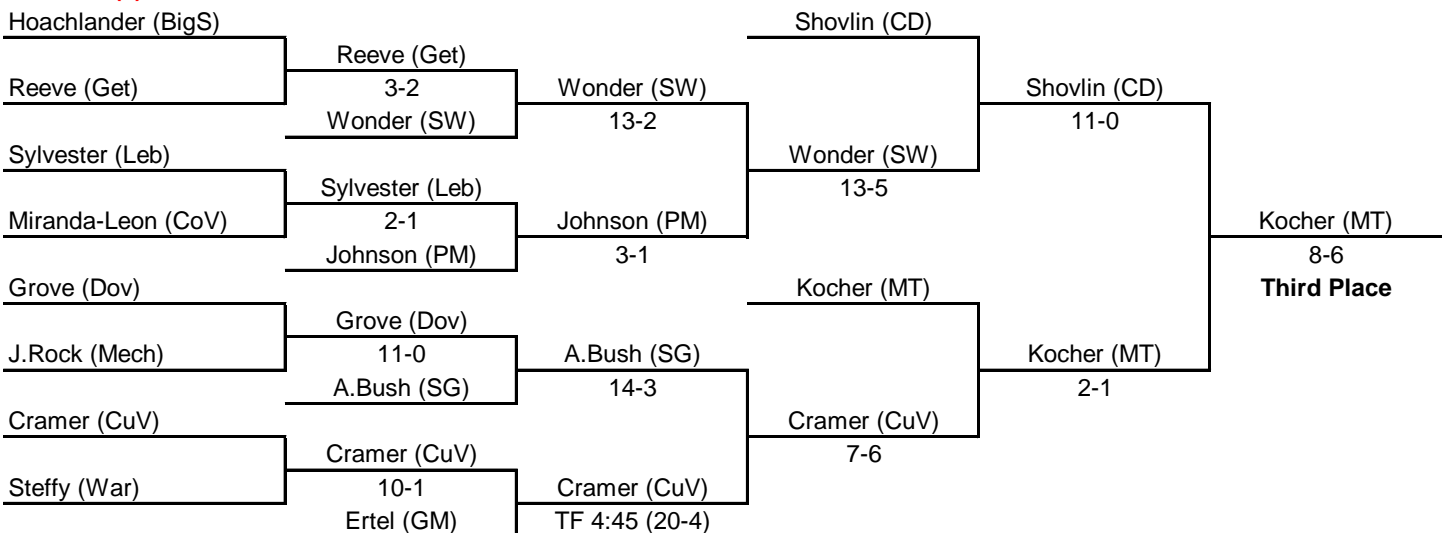 Hoachlander (BigS)
Shovlin (CD)
Reeve (Get)
Reeve (Get)
3-2
Wonder (SW)
Shovlin (CD)
Wonder (SW)
13-2
11-0
Sylvester (Leb)
Wonder (SW)
Sylvester (Leb)
13-5
Miranda-Leon (CoV)
2-1
Johnson (PM)
Kocher (MT)
Johnson (PM)
3-1
8-6
Grove (Dov)
Kocher (MT)
Third Place
Grove (Dov)
J.Rock (Mech)
11-0
A.Bush (SG)
Kocher (MT)
A.Bush (SG)
14-3
2-1
Cramer (CuV)
Cramer (CuV)
Cramer (CuV)
7-6
Steffy (War)
10-1
Cramer (CuV)
Ertel (GM)
TF 4:45 (20-4)